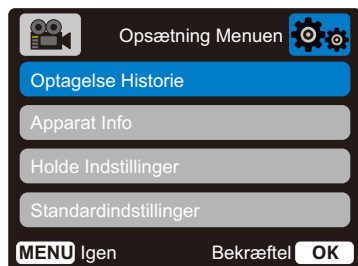 Opsætning Menuen
Optagelse Historie
Apparat Info
Holde Indstillinger
Standardindstillinger
MENU Igen Bekræftel OK